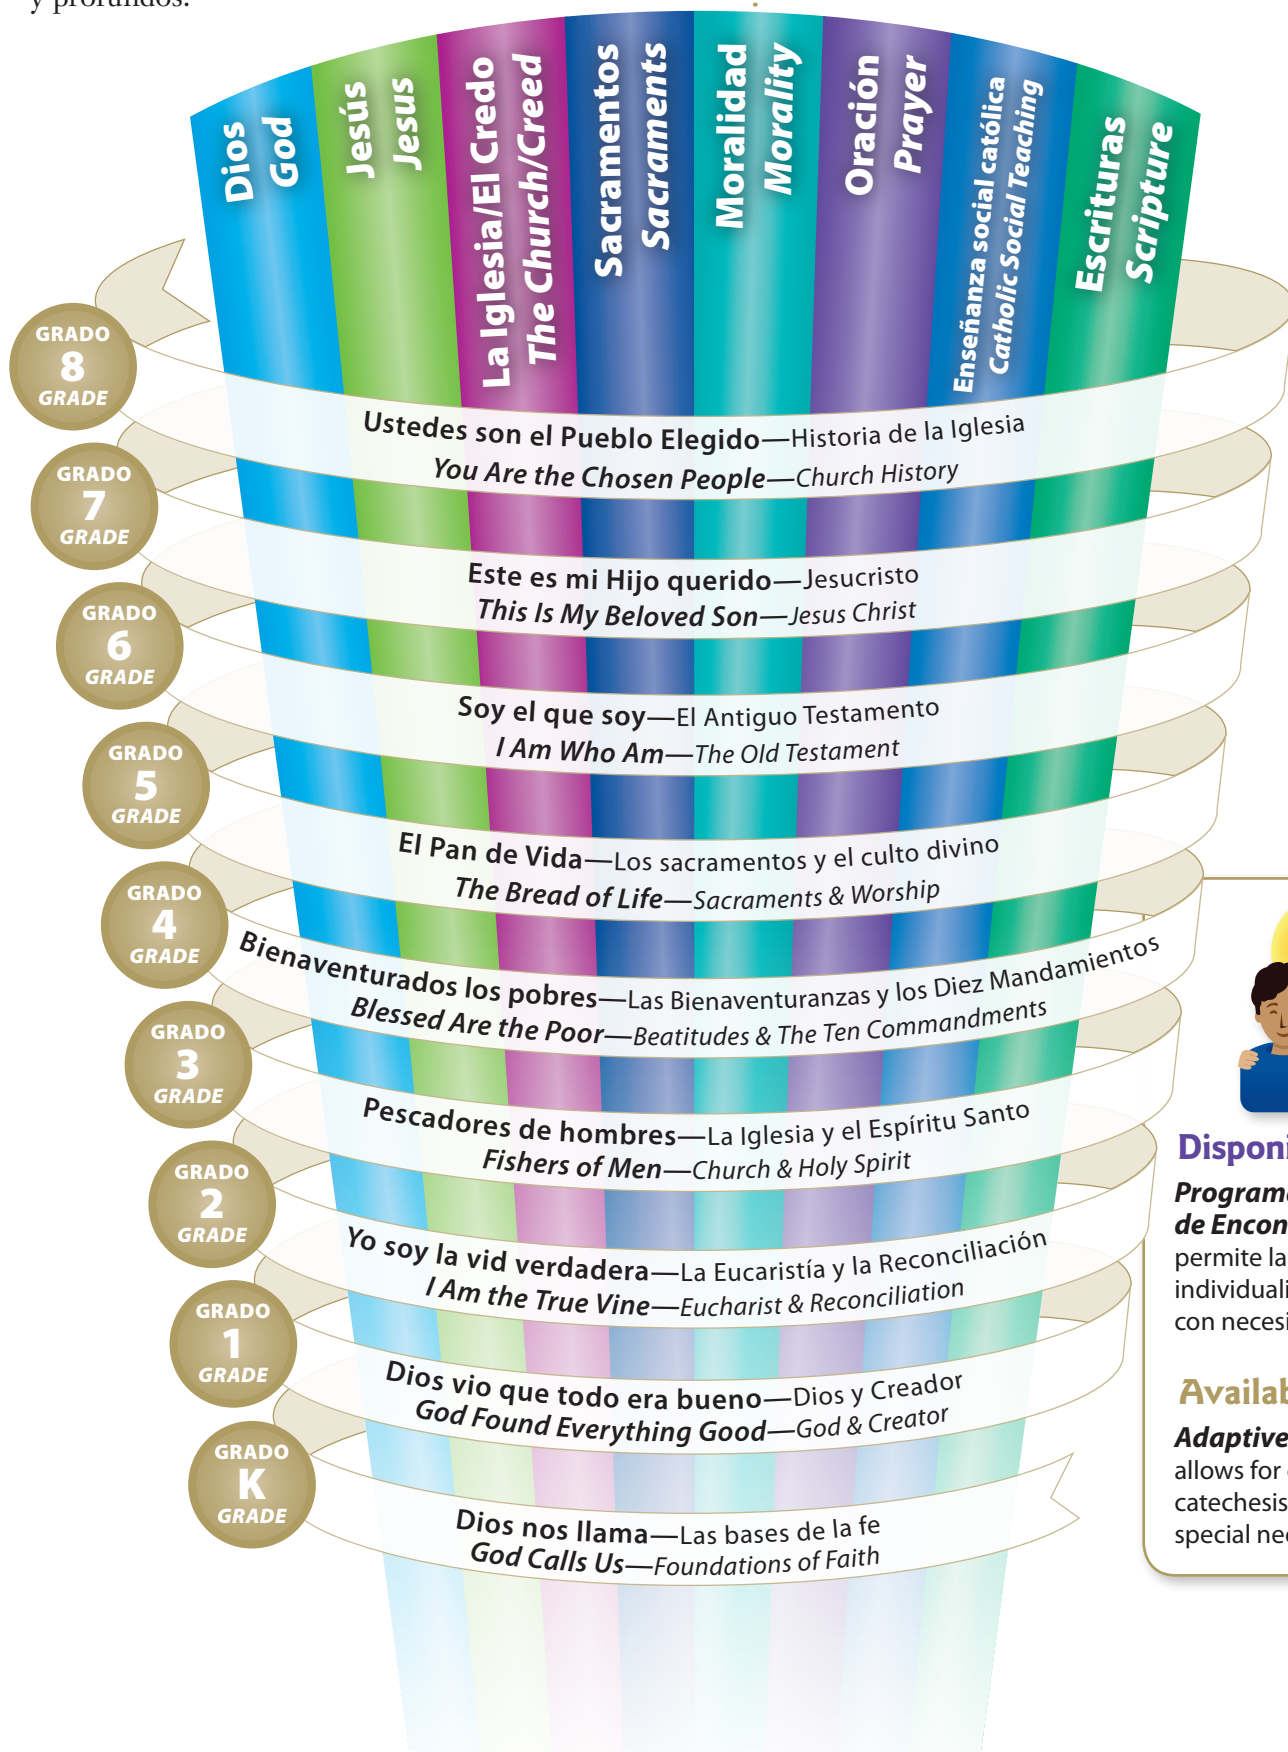 y profundos.
Dios
God
Jesús
Jesus
La Iglesia/El Credo
The Church/Creed
Sacramentos
Sacraments
Moralidad
Morality
Oración
Prayer
Enseñanza social católica
Catholic Social Teaching
Escrituras
Scripture
GRADO
8
GRADE
Ustedes son el Pueblo Elegido—Historia de la Iglesia
You Are the Chosen People—Church History
GRADO
7
GRADE
Este es mi Hijo querido—Jesucristo
This Is My Beloved Son—Jesus Christ
GRADO
6
GRADE
Soy el que soy—El Antiguo Testamento
I Am Who Am—The Old Testament
GRADO
5
GRADE
El Pan de Vida—Los sacramentos y el culto divino
The Bread of Life—Sacraments & Worship
GRADO
4
GRADE
Bienaventurados los pobres—Las Bienaventuranzas y los Diez Mandamientos
Blessed Are the Poor—Beatitudes & The Ten Commandments
GRADO
3
GRADE
Pescadores de hombres—La Iglesia y el Espíritu Santo
Fishers of Men—Church & Holy Spirit
GRADO
2
GRADE
Yo soy la vid verdadera—La Eucaristía y la Reconciliación
I Am the True Vine—Eucharist & Reconciliation
GRADO
1
GRADE
Dios vio que todo era bueno—Dios y Creador
God Found Everything Good—God & Creator
GRADO
K
GRADE
Dios nos llama—Las bases de la fe
God Calls Us—Foundations of Faith
Disponi
Programa
de Encon
permite la
individuali
con necesi
Availab
Adaptive
allows for
catechesis
special nee